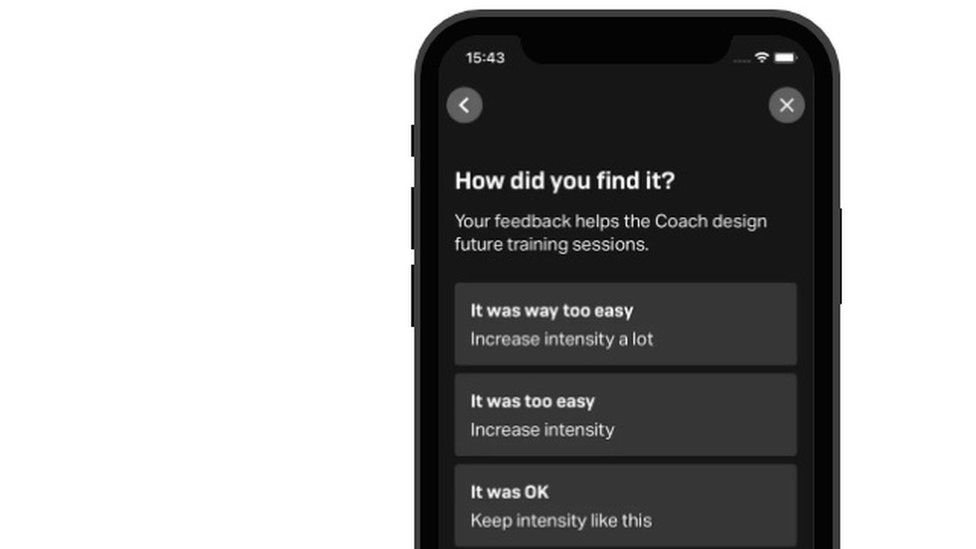 15:43
How did you find it?
Your feedback helps the Coach design
future training sessions.
It was way too easy
Increase intensity a lot
It was too easy
Increase intensity
It was OK
Keep intensity like this